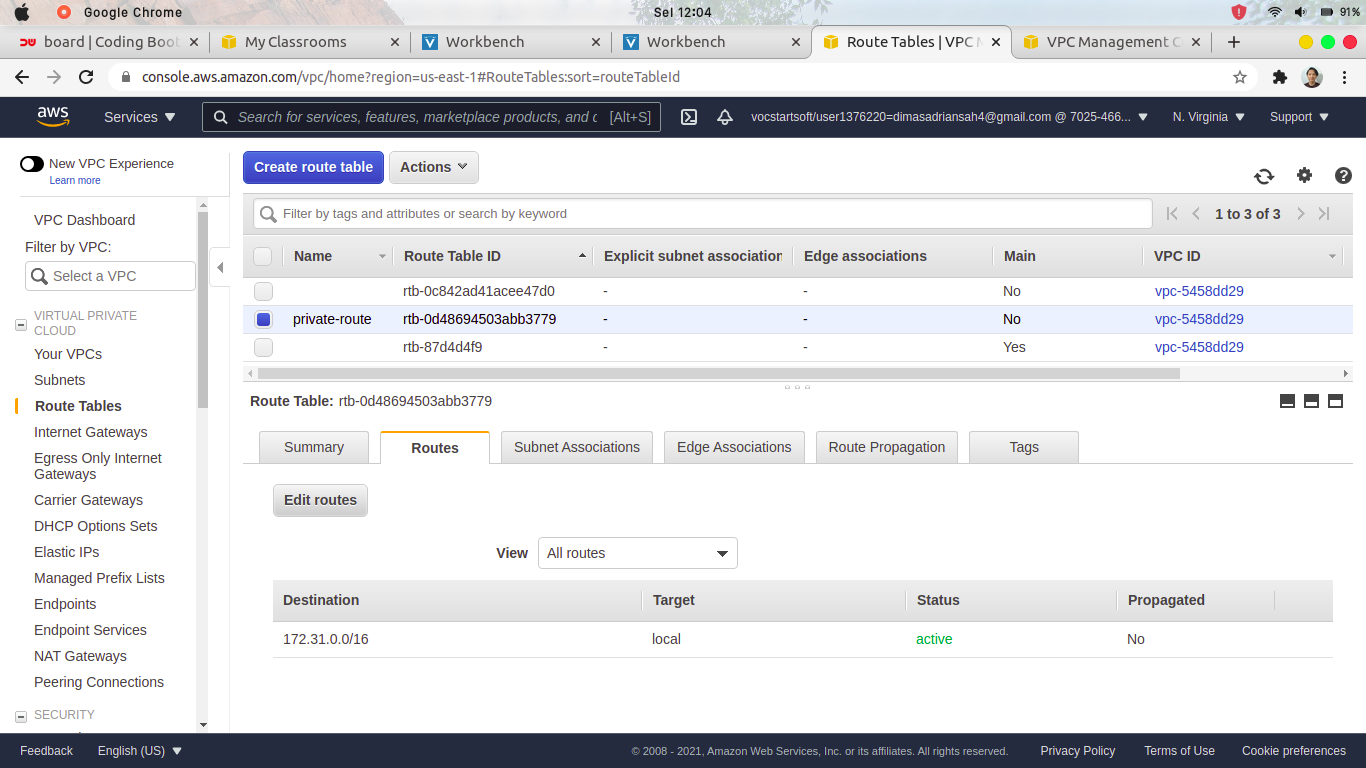 Google Chrome
Sel 12:04
91%
board | Coding Boot
My Classrooms
Workbench
Workbench
Route Tables | VPC M
VPC Management C
console.aws.amazon.com/vpc/home?region=us-east-1#RouteTables:sort=routeTableId
aws
Services
Search for services, features, marketplace products, and d
[Alt+S]
vocstartsoft/user1376220=dimasadriansah4@gmail.com @ 7025-466...
N. Virginia
Support
New VPC Experience
Learn more
VPC Dashboard
Filter by VPC:
Select a VPC
VIRTUAL PRIVATE
CLOUD
Your VPCs
Subnets
Route Tables
Internet Gateways
Egress Only Internet
Gateways
Carrier Gateways
DHCP Options Sets
Elastic IPs
Managed Prefix Lists
Endpoints
Endpoint Services
NAT Gateways
Peering Connections
SECURITY
Create route table
Actions
Filter by tags and attributes or search by keyword
1 to 3 of 3
Name Route Table ID Explicit subnet association Edge associations Main VPC ID
rtb-0c842ad41acee47d0 - - No vpc-5458dd29
private-route rtb-0d48694503abb3779 - - No vpc-5458dd29
rtb-87d4d4f9 - - Yes vpc-5458dd29
Route Table: rtb-0d48694503abb3779
Summary
Routes
Subnet Associations
Edge Associations
Route Propagation
Tags
Edit routes
View All routes
Destination Target Status Propagated
172.31.0.0/16 local active No
Feedback
English (US)
© 2008 - 2021, Amazon Web Services, Inc. or its affiliates. All rights reserved.
Privacy Policy
Terms of Use
Cookie preferences